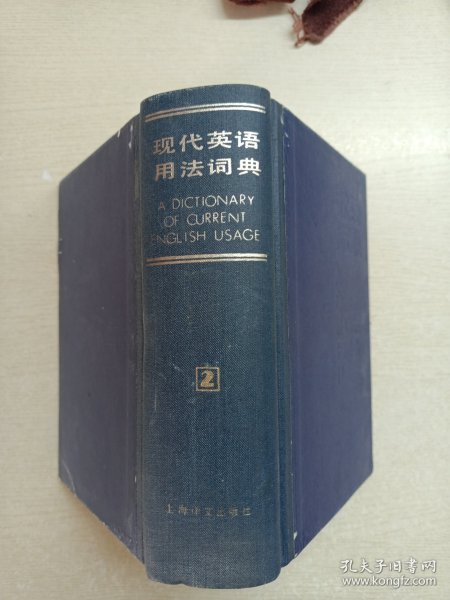 现代英语
用法词典
A DICTIONARY
OF CURRENT
ENGLISH USAGE
2
上海译文出版社
孔夫子旧书网
www.kongfz.com